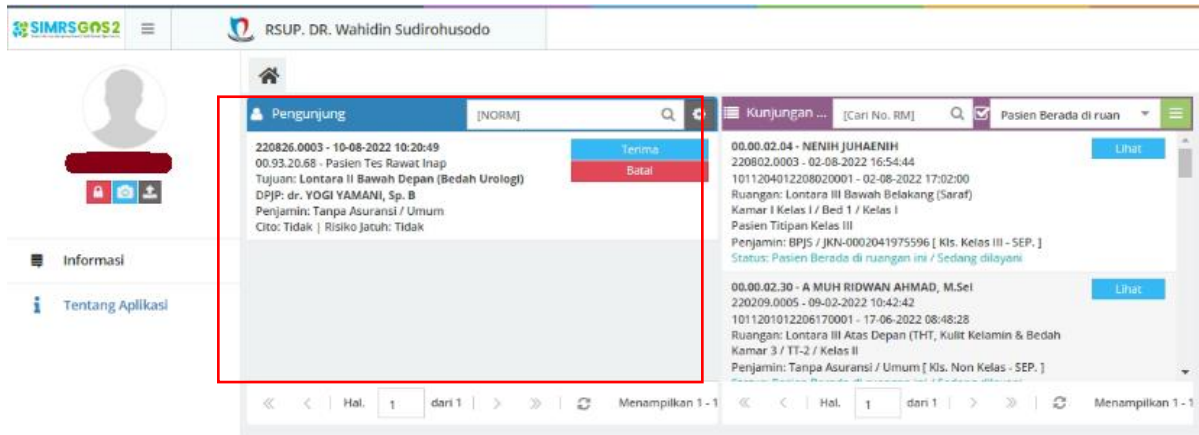 SIMRSGOS2
RSUP. DR. Wahidin Sudirohusodo
Informasi
Tentang Aplikasi
Pengunjung [NORM]
220826.0003 - 10-08-2022 10:20:49
00.93.20.68 - Pasien Tes Rawat Inap
Tujuan: Lontara II Bawah Depan (Bedah Urologi)
DPJP: dr. YOGI YAMANI, Sp. B
Penjamin: Tanpa Asuransi / Umum
Cito: Tidak | Risiko Jatuh: Tidak
Terima
Batal
Hal. 1 dari 1 Menampilkan 1 - 1
Kunjungan ... [Cari No. RM] Pasien Berada di ruan
00.00.02.04 - NENIH JUHAENIH
220802.0003 - 02-08-2022 16:54:44
1011204012208020001 - 02-08-2022 17:02:00
Ruangan: Lontara III Bawah Belakang (Saraf)
Kamar I Kelas I / Bed 1 / Kelas I
Pasien Titipan Kelas III
Penjamin: BPJS / JKN-0002041975596 [ Kls. Kelas III - SEP. ]
Status: Pasien Berada di ruangan ini / Sedang dilayani
Lihat
00.00.02.30 - A MUH RIDWAN AHMAD, M.Sel
220209.0005 - 09-02-2022 10:42:42
1011201012206170001 - 17-06-2022 08:48:28
Ruangan: Lontara III Atas Depan (THT, Kulit Kelamin & Bedah
Kamar 3 / TT-2 / Kelas II
Penjamin: Tanpa Asuransi / Umum [ Kls. Non Kelas - SEP. ]
Lihat
Hal. 1 dari 1 Menampilkan 1 - 1